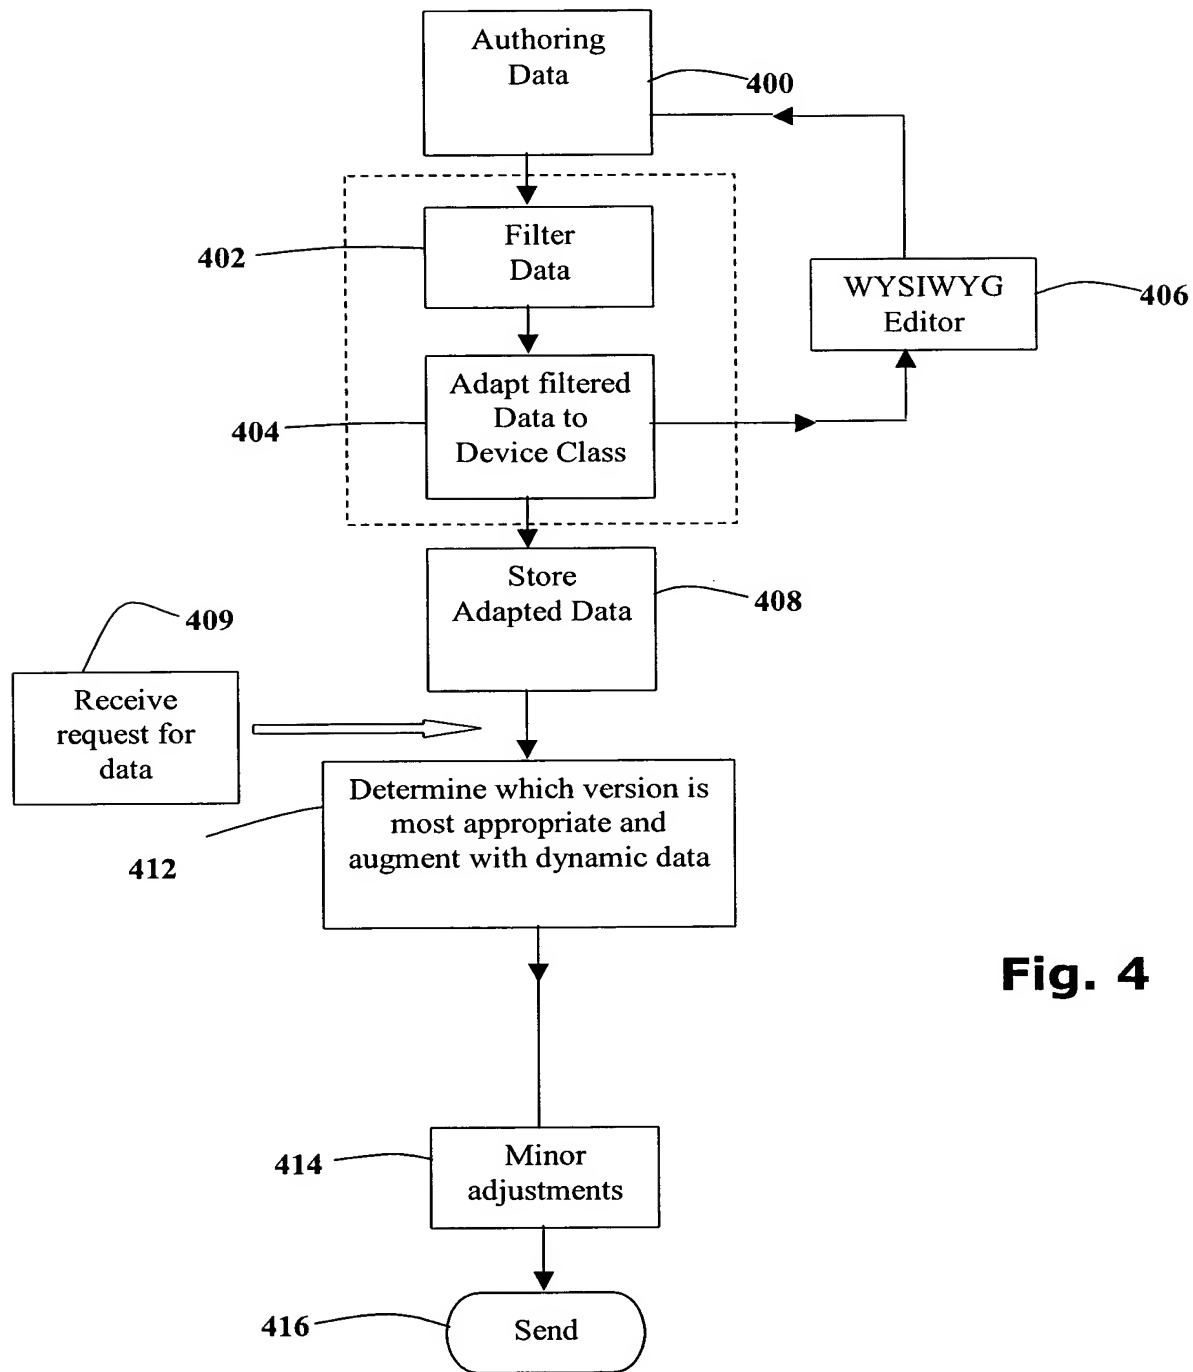 Authoring
Data
400
Filter
Data
402
WYSIWYG
Editor
406
Adapt filtered
Data to
Device Class
404
Store
Adapted Data
408
409
Receive
request for
data
Determine which version is
most appropriate and
augment with dynamic data
412
Fig. 4
Minor
adjustments
414
Send
416